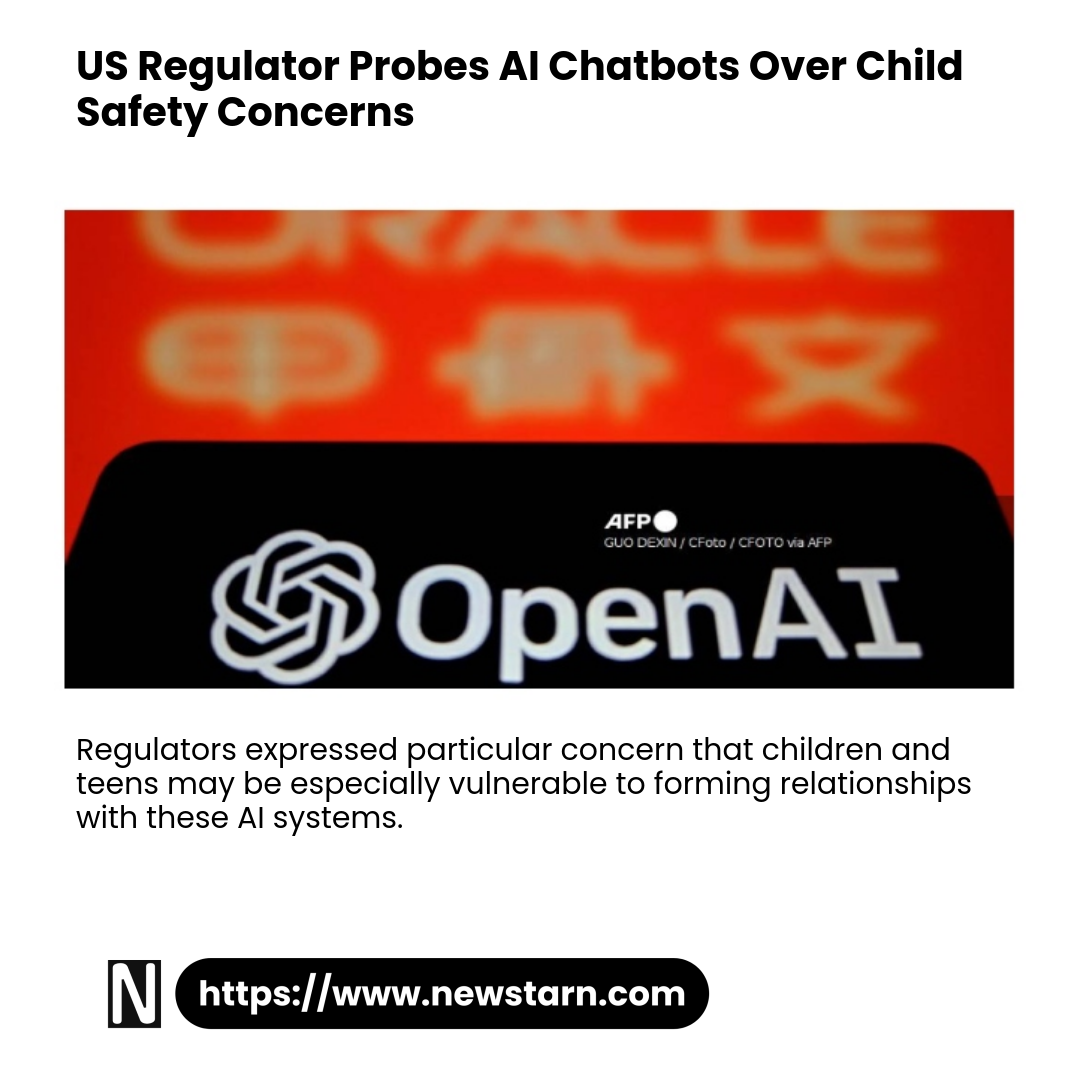 US Regulator Probes AI Chatbots Over Child
Safety Concerns
ORACLE
AFP
GUO DEXIN / CFoto / CFOTO via AFP
OpenAI
Regulators expressed particular concern that children and
teens may be especially vulnerable to forming relationships
with these AI systems.
N
https://www.newstarn.com